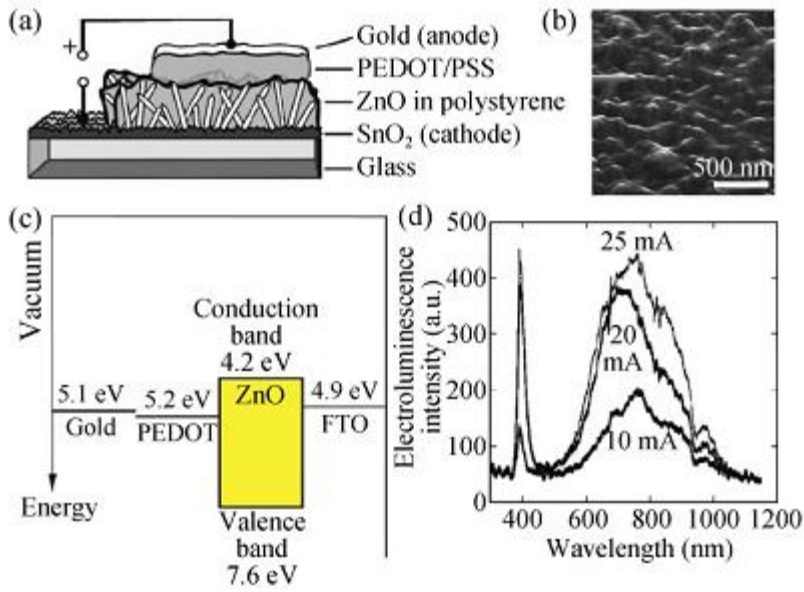 (a)
+
Gold (anode)
PEDOT/PSS
ZnO in polystyrene
SnO₂ (cathode)
Glass
(b)
500 nm
(c)
Vacuum
Energy
Conduction
band
4.2 eV
ZnO
5.1 eV
Gold
5.2 eV
PEDOT
4.9 eV
FTO
Valence
band
7.6 eV
(d)
Electroluminescence
intensity (a.u.)
500
400
300
200
100
0
25 mA
20
mA
10 mA
400
600
800
1000
1200
Wavelength (nm)